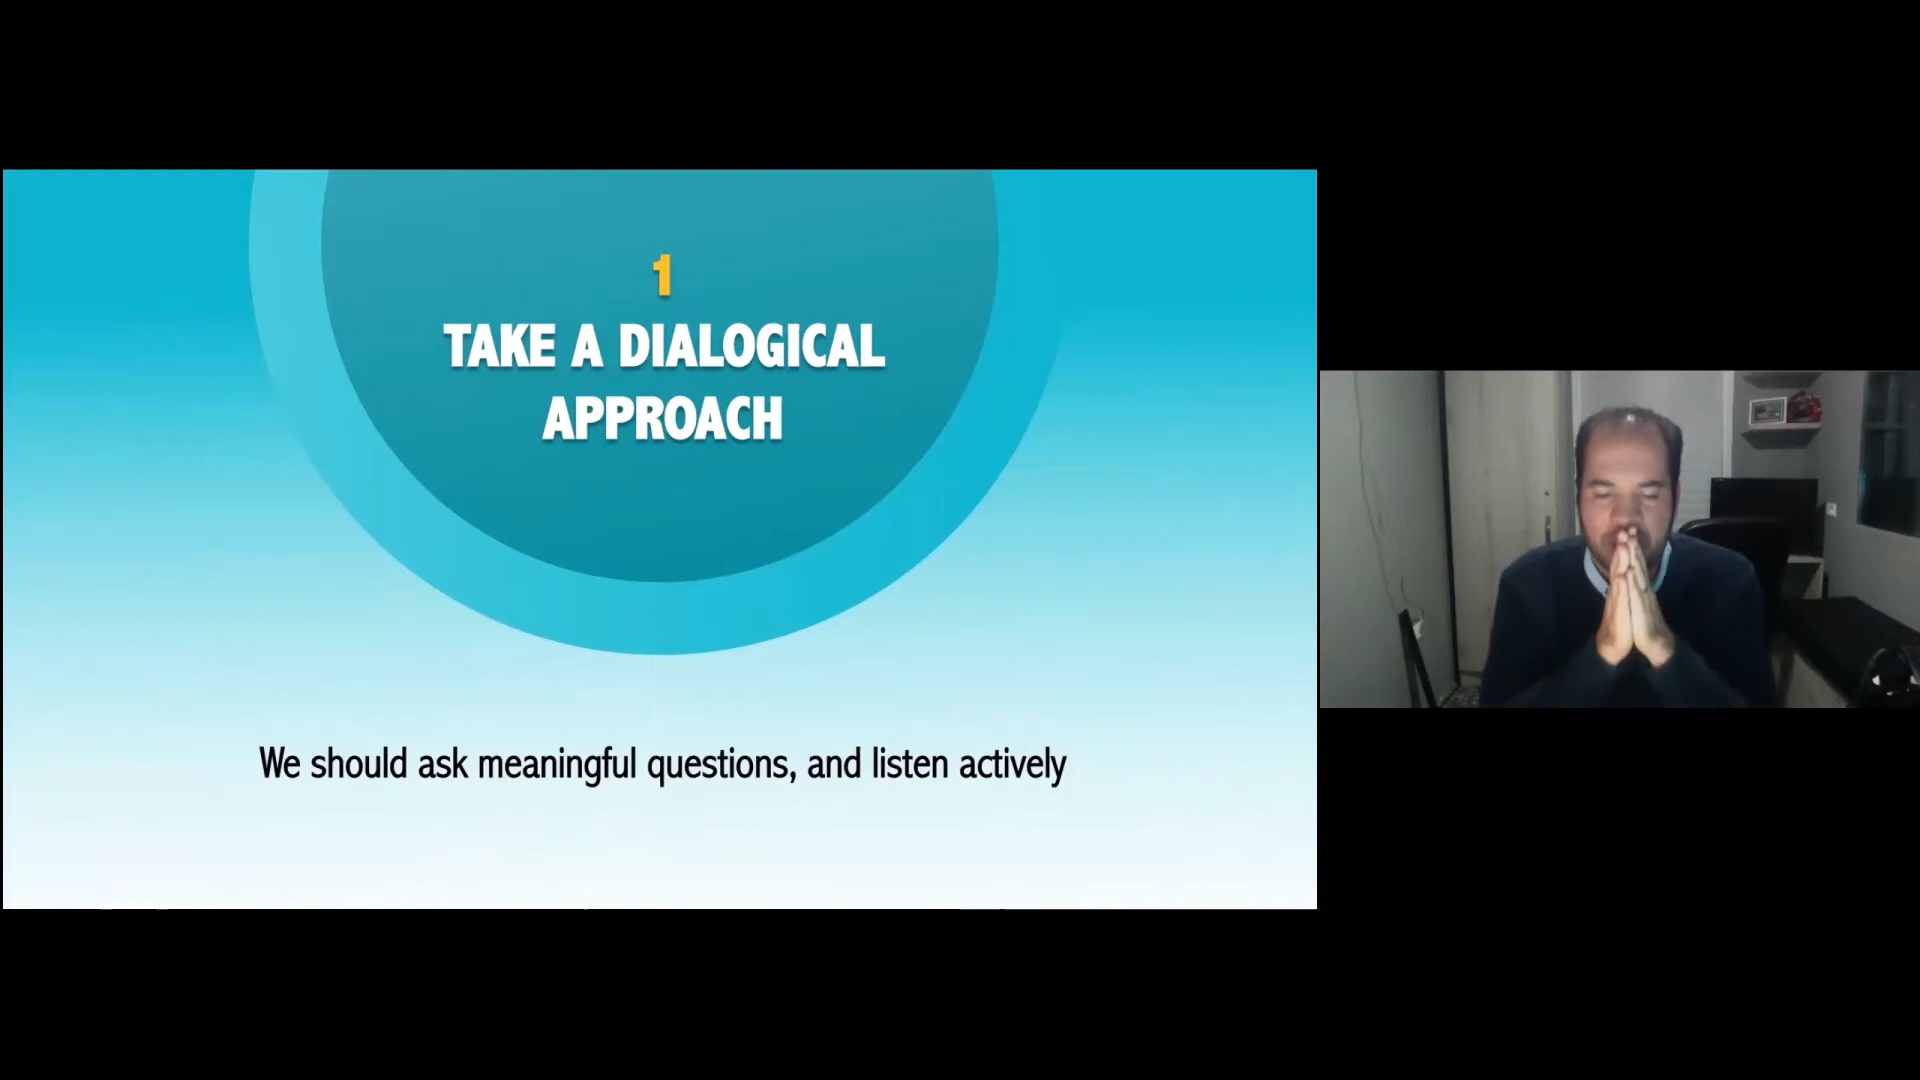 1
TAKE A DIALOGICAL
APPROACH
We should ask meaningful questions, and listen actively